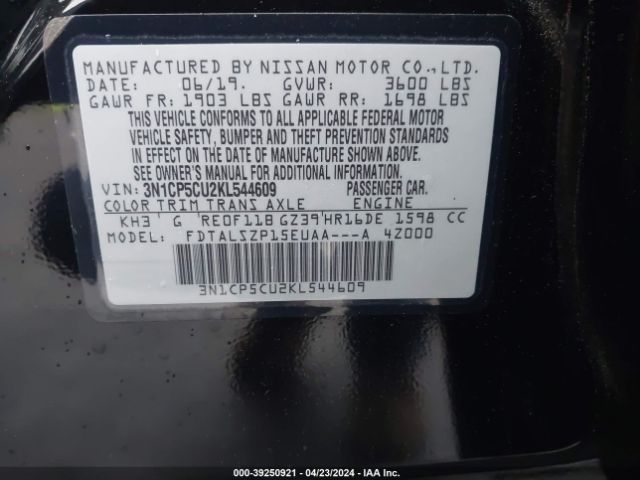 MANUFACTURED BY NISSAN MOTOR CO.,LTD.
DATE: 06/19. GVWR: 3600 LBS
GAWR FR: 1903 LBS GAWR RR: 1698 LBS
THIS VEHICLE CONFORMS TO ALL APPLICABLE FEDERAL MOTOR
VEHICLE SAFETY, BUMPER AND THEFT PREVENTION STANDARDS
IN EFFECT ON THE DATE OF MANUFACTURE SHOWN ABOVE.
SEE OWNER'S MANUAL FOR ADDITIONAL INFORMATION.
VIN: 3N1CP5CU2KL544609 PASSENGER CAR.
COLOR TRIM TRANS AXLE ENGINE
KH3 G RE0F11B GZ39 HR16DE 1598 CC
MODEL: FDTALSZP15EUAA---A 4Z000
3N1CP5CU2KL544609
000-39250921 | 04/23/2024 | IAAI.com